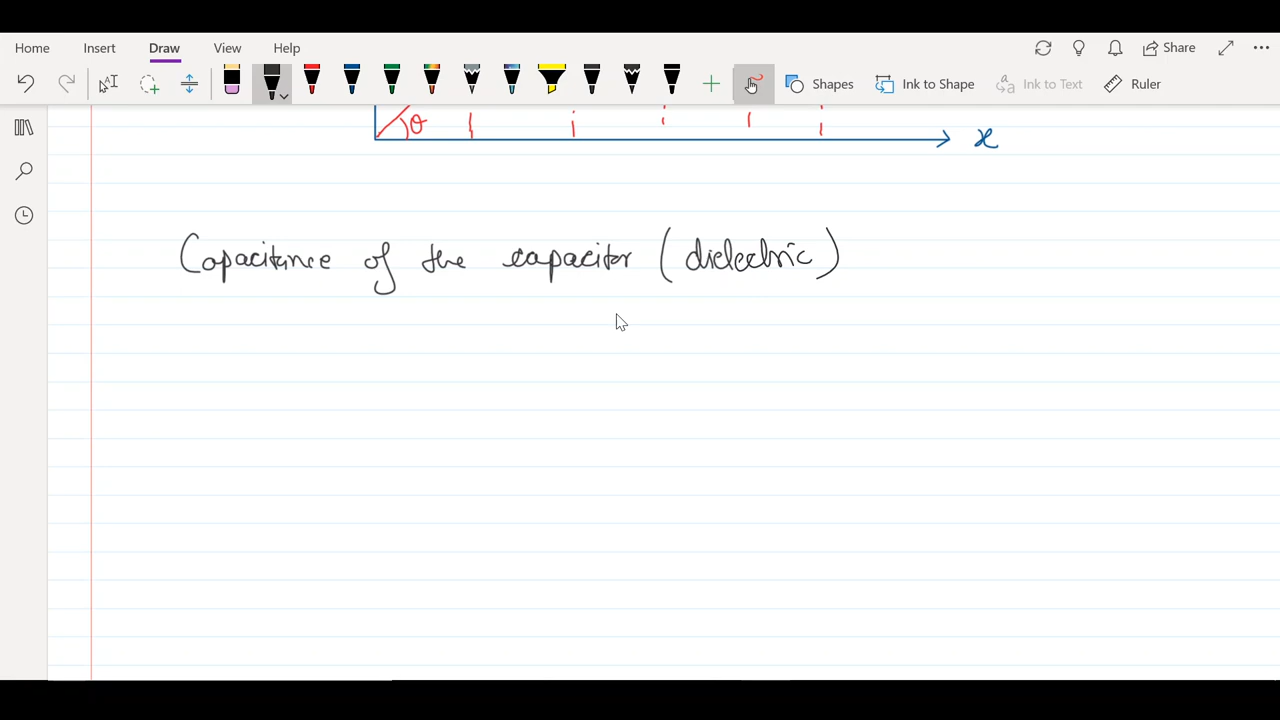 Home Insert Draw View Help Share
Shapes Ink to Shape Ink to Text Ruler
θ
x
Capacitance of the capacitor (dielectric)